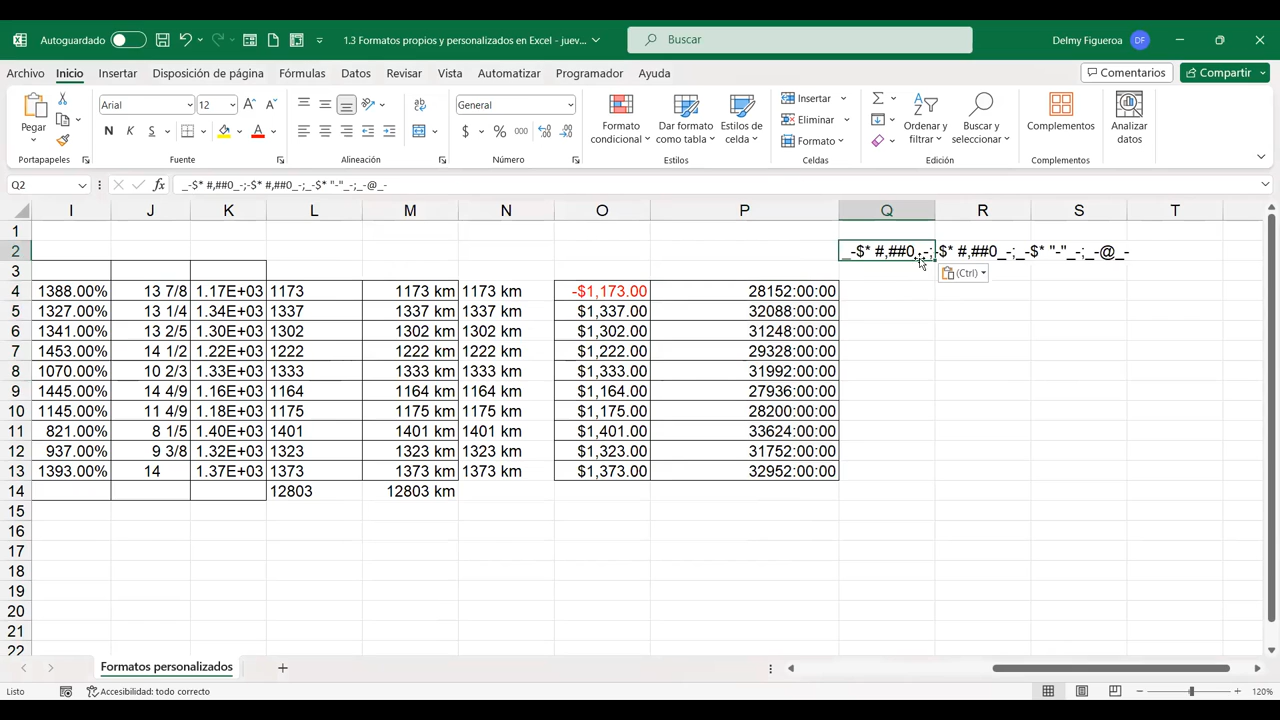 Autoguardado
1.3 Formatos propios y personalizados en Excel - juev...
Buscar
Delmy Figueroa DF
Archivo Inicio Insertar Disposición de página Fórmulas Datos Revisar Vista Automatizar Programador Ayuda
Comentarios Compartir
Arial 12 General
Pegar
N K S
$ % 000
Formato condicional
Dar formato como tabla
Estilos de celda
Insertar
Eliminar
Formato
Ordenar y filtrar
Buscar y seleccionar
Complementos
Analizar datos
Portapapeles Fuente Alineación Número Estilos Celdas Edición Complementos
Q2 fx _-$* #,##0_-;-$* #,##0_-;_-$* "-"_-;_-@_-
I J K L M N O P Q R S T
1
2 _-$* #,##0_-;-$* #,##0_-;_-$* "-"_-;_-@_-
3 (Ctrl)
4 1388.00% 13 7/8 1.17E+03 1173 1173 km 1173 km -$1,173.00 28152:00:00
5 1327.00% 13 1/4 1.34E+03 1337 1337 km 1337 km $1,337.00 32088:00:00
6 1341.00% 13 2/5 1.30E+03 1302 1302 km 1302 km $1,302.00 31248:00:00
7 1453.00% 14 1/2 1.22E+03 1222 1222 km 1222 km $1,222.00 29328:00:00
8 1070.00% 10 2/3 1.33E+03 1333 1333 km 1333 km $1,333.00 31992:00:00
9 1445.00% 14 4/9 1.16E+03 1164 1164 km 1164 km $1,164.00 27936:00:00
10 1145.00% 11 4/9 1.18E+03 1175 1175 km 1175 km $1,175.00 28200:00:00
11 821.00% 8 1/5 1.40E+03 1401 1401 km 1401 km $1,401.00 33624:00:00
12 937.00% 9 3/8 1.32E+03 1323 1323 km 1323 km $1,323.00 31752:00:00
13 1393.00% 14 1.37E+03 1373 1373 km 1373 km $1,373.00 32952:00:00
14 12803 12803 km
15
16
17
18
19
20
21
22
Formatos personalizados
Listo Accesibilidad: todo correcto 120%